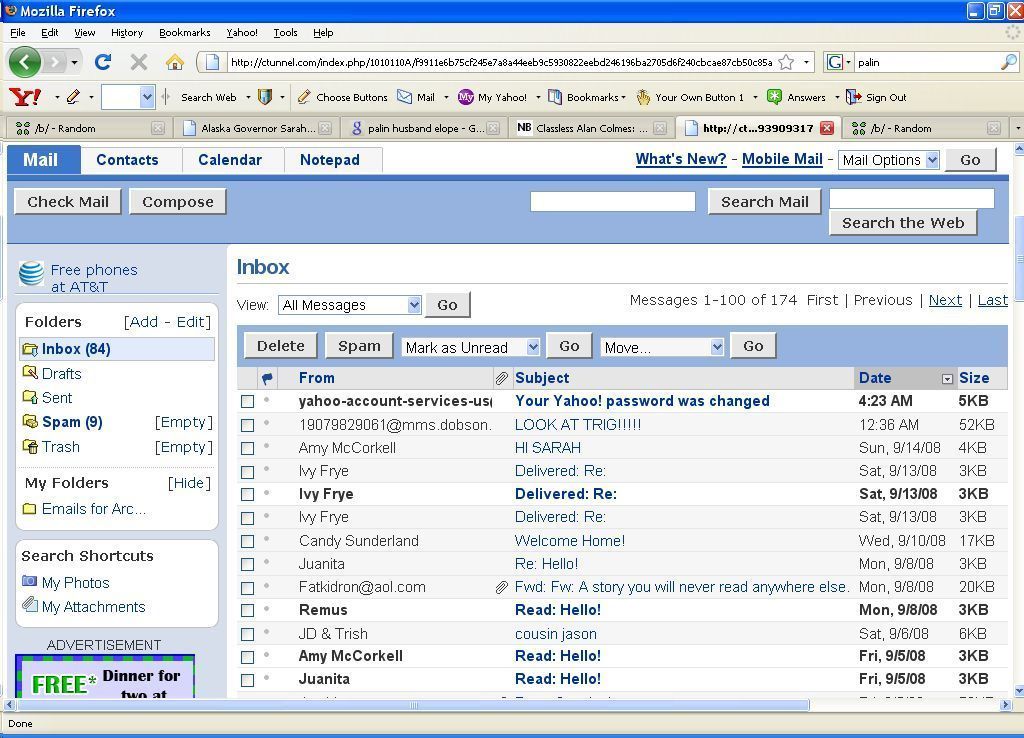 Mozilla Firefox
File Edit View History Bookmarks Yahoo! Tools Help
http://ctunnel.com/index.php/1010110A/f9911e6b75cf245e7a8a44eeb9c5930822eebd246196ba2705d6f240cbcae87cb50c85a
G palin
Y! Search Web Choose Buttons Mail My Yahoo! Bookmarks Your Own Button 1 Answers Sign Out
/b/ - Random Alaska Governor Sarah... palin husband elope - G... NB Classless Alan Colmes: ... http://ct...93909317 /b/ - Random
Mail Contacts Calendar Notepad What's New? - Mobile Mail - Mail Options Go
Check Mail Compose Search Mail
Search the Web
Free phones
at AT&T
Inbox
View: All Messages Go Messages 1-100 of 174 First | Previous | Next | Last
Folders [Add - Edit]
Inbox (84)
Drafts
Sent
Spam (9) [Empty]
Trash [Empty]
My Folders [Hide]
Emails for Arc...
Search Shortcuts
My Photos
My Attachments
ADVERTISEMENT
FREE* Dinner for
two at
Delete Spam Mark as Unread Go Move... Go
From Subject Date Size
yahoo-account-services-us( Your Yahoo! password was changed 4:23 AM 5KB
19079829061@mms.dobson. LOOK AT TRIG!!!!! 12:36 AM 52KB
Amy McCorkell HI SARAH Sun, 9/14/08 4KB
Ivy Frye Delivered: Re: Sat, 9/13/08 3KB
Ivy Frye Delivered: Re: Sat, 9/13/08 3KB
Ivy Frye Delivered: Re: Sat, 9/13/08 3KB
Candy Sunderland Welcome Home! Wed, 9/10/08 17KB
Juanita Re: Hello! Mon, 9/8/08 3KB
Fatkidron@aol.com Fwd: Fw: A story you will never read anywhere else. Mon, 9/8/08 20KB
Remus Read: Hello! Mon, 9/8/08 3KB
JD & Trish cousin jason Sat, 9/6/08 6KB
Amy McCorkell Read: Hello! Fri, 9/5/08 3KB
Juanita Read: Hello! Fri, 9/5/08 3KB
Done